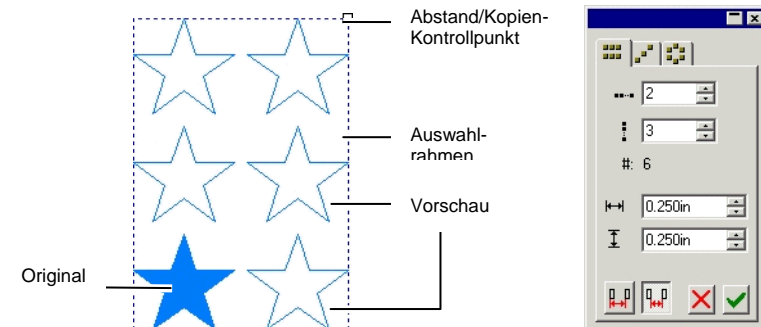 Abstand/Kopien-
Kontrollpunkt
Auswahl-
rahmen
Vorschau
Original
2
3
#: 6
0.250in
0.250in